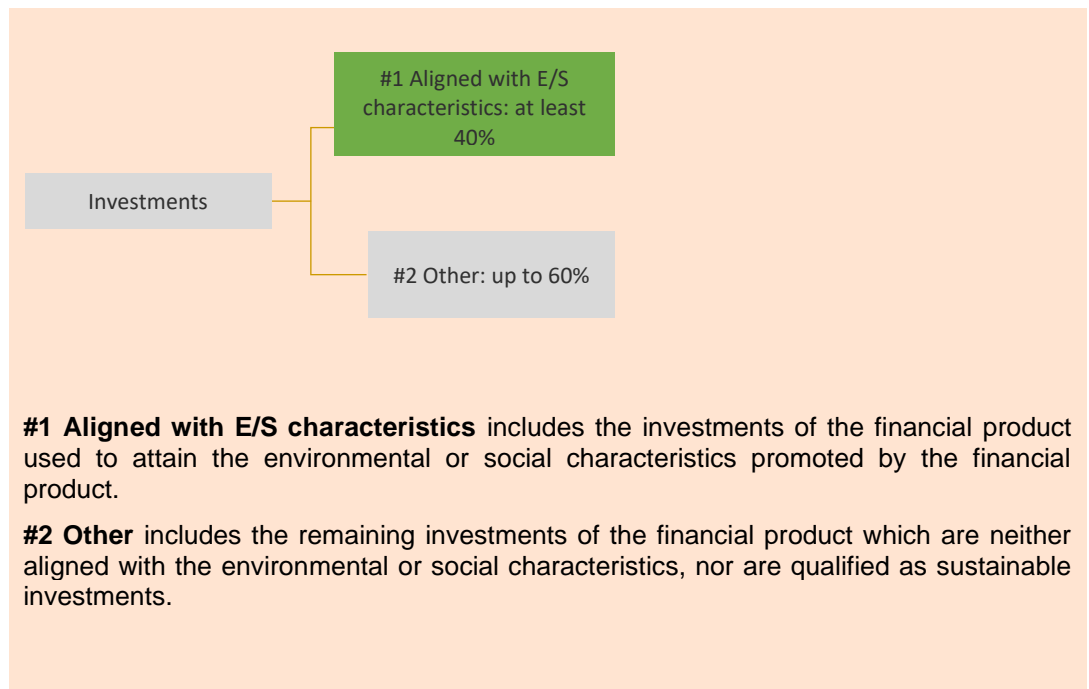 #1 Aligned with E/S
characteristics: at least
40%
Investments
#2 Other: up to 60%
#1 Aligned with E/S characteristics includes the investments of the financial product
used to attain the environmental or social characteristics promoted by the financial
product.
#2 Other includes the remaining investments of the financial product which are neither
aligned with the environmental or social characteristics, nor are qualified as sustainable
investments.